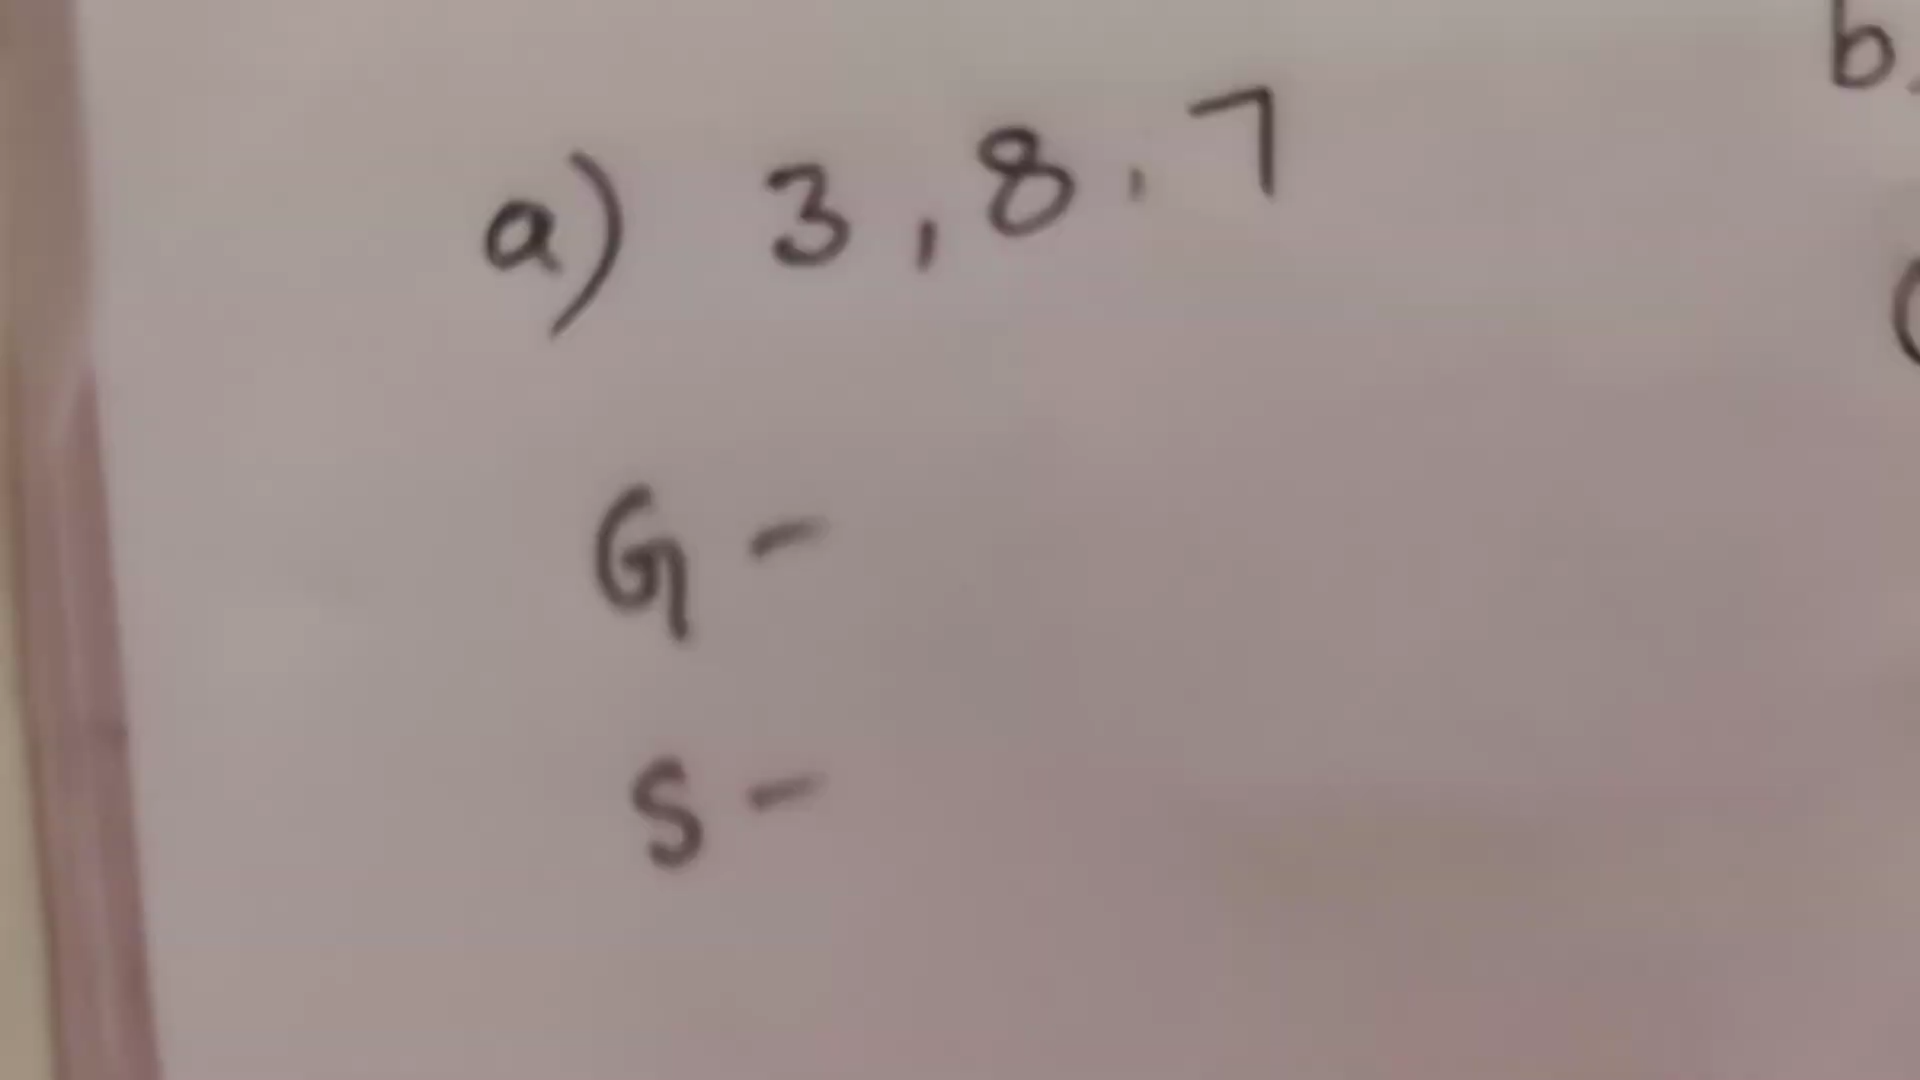 a) 3, 8, 7
G -
S -
b.